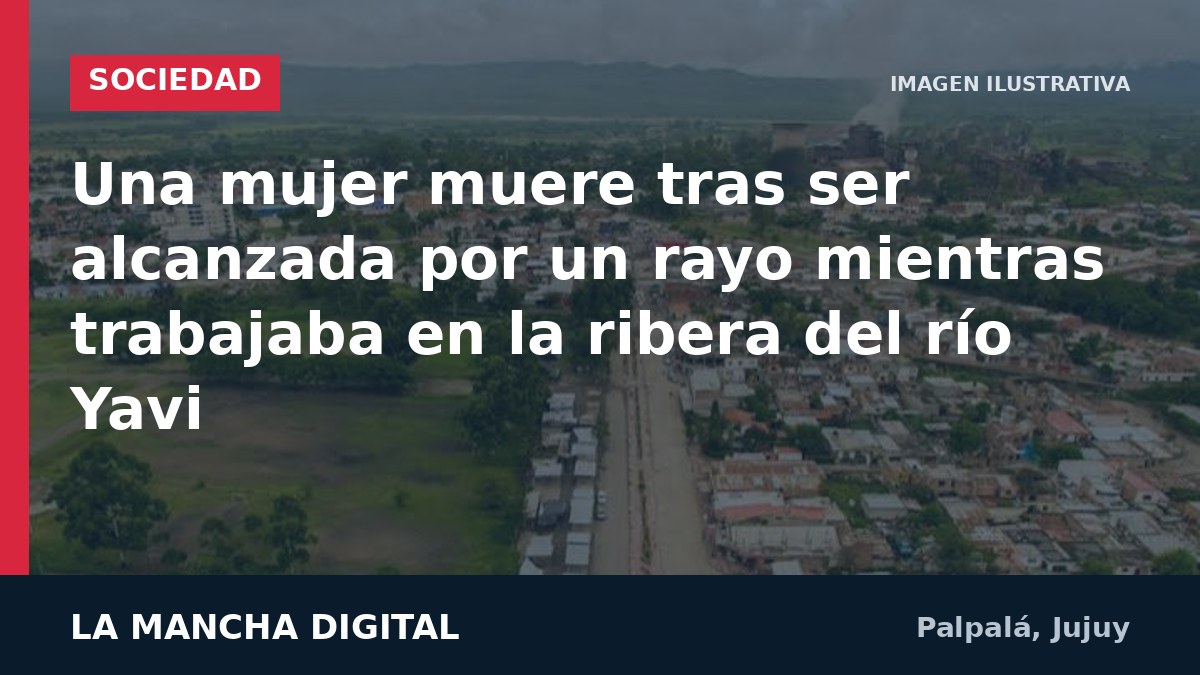 SOCIEDAD
IMAGEN ILUSTRATIVA
Una mujer muere tras ser
alcanzada por un rayo mientras
trabajaba en la ribera del río
Yavi
LA MANCHA DIGITAL
Palpalá, Jujuy